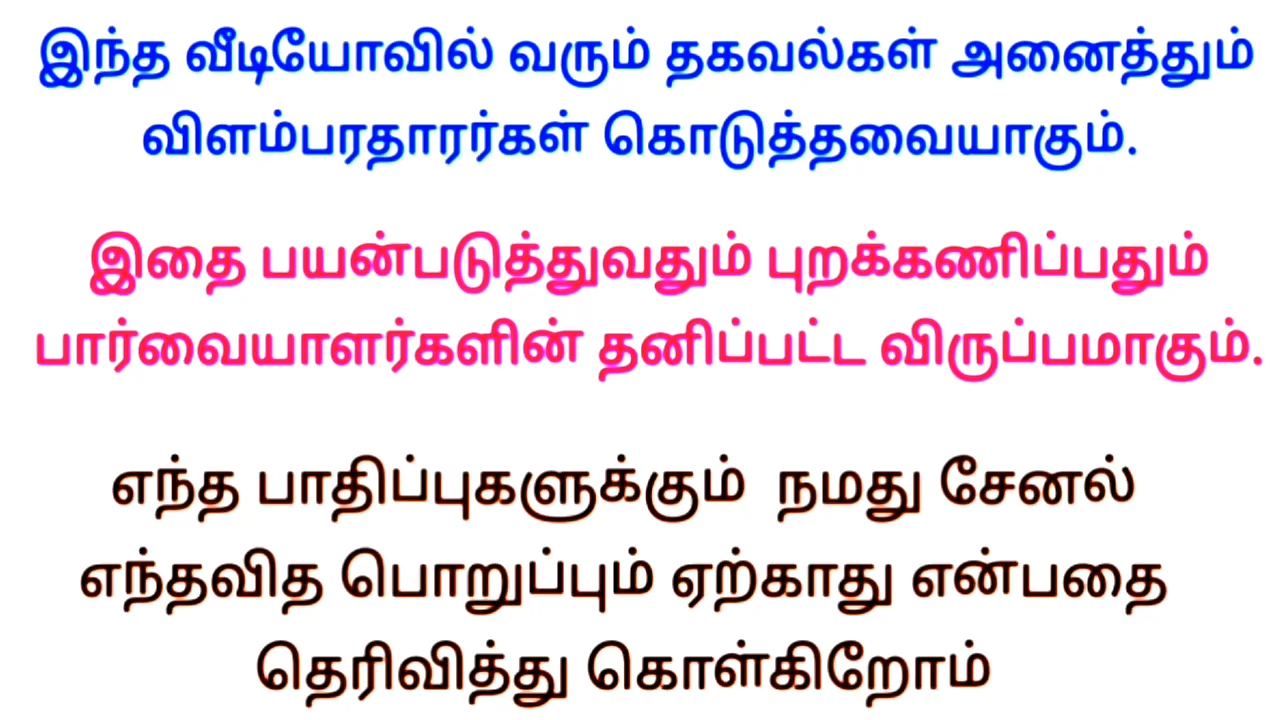 இந்த வீடியோவில் வரும் தகவல்கள் அனைத்தும்
விளம்பரதாரர்கள் கொடுத்தவையாகும்.
இதை பயன்படுத்துவதும் புறக்கணிப்பதும்
பார்வையாளர்களின் தனிப்பட்ட விருப்பமாகும்.
எந்த பாதிப்புகளுக்கும் நமது சேனல்
எந்தவித பொறுப்பும் ஏற்காது என்பதை
தெரிவித்து கொள்கிறோம்